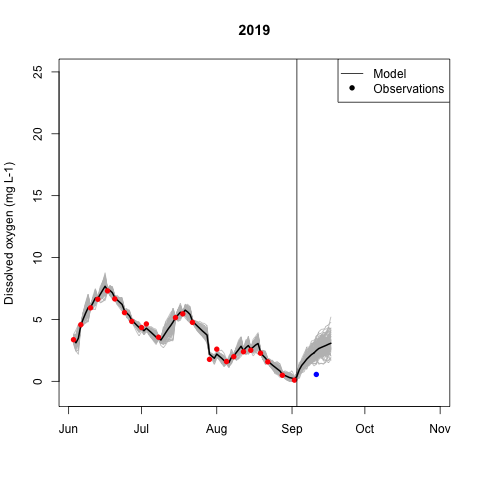 2019
Model
Observations
Dissolved oxygen (mg L-1)
25
20
15
10
5
0
Jun Jul Aug Sep Oct Nov